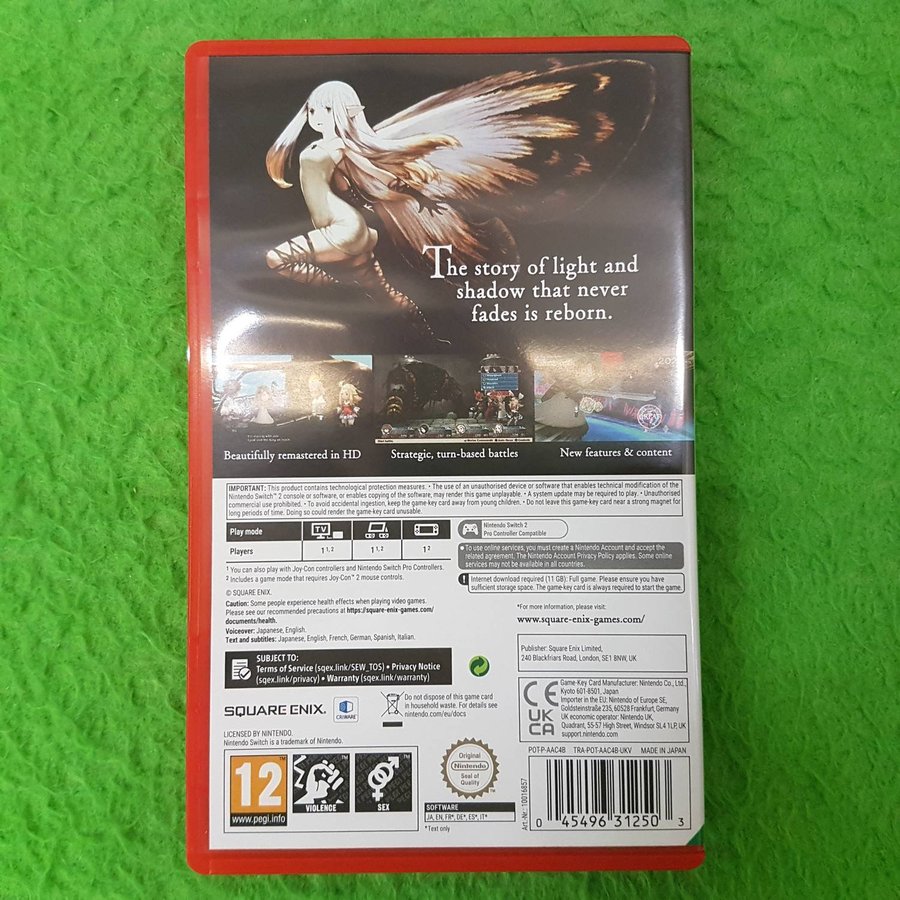 The story of light and
shadow that never
fades is reborn.
Beautifully remastered in HD
Strategic, turn-based battles
New features & content
IMPORTANT: This product contains technological protection measures. • The use of an unauthorised device or software that enables technical modification of the
Nintendo Switch™ 2 console or software, or enables copying of the software, may render this game unplayable. • A system update may be required to play. • Unauthorised
commercial use prohibited. • To avoid accidental ingestion, keep the game-key card away from young children. • Do not leave this game-key card near a strong magnet for
long periods of time. Doing so could render the game-key card unusable.
Play mode
TV
Players
1 1, 2
1 1, 2
1 2
Nintendo Switch 2
Pro Controller Compatible
• To use online services, you must create a Nintendo Account and accept the
related agreement. The Nintendo Account Privacy Policy applies. Some online
services may not be available in all countries.
! Internet download required (11 GB): Full game. Please ensure you have
sufficient storage space. The game-key card is always required to start the game.
1 You can also play with Joy-Con controllers and Nintendo Switch Pro Controllers.
2 Includes a game mode that requires Joy-Con™ 2 mouse controls.
© SQUARE ENIX.
Caution: Some people experience health effects when playing video games.
Please see our recommended precautions at https://square-enix-games.com/
documents/health.
Voiceover: Japanese, English.
Text and subtitles: Japanese, English, French, German, Spanish, Italian.
*For more information, please visit:
www.square-enix-games.com/
Publisher: Square Enix Limited,
240 Blackfriars Road, London, SE1 8NW, UK
SUBJECT TO:
Terms of Service (sqex.link/SEW_TOS) • Privacy Notice
(sqex.link/privacy) • Warranty (sqex.link/warranty)
CE
UK
CA
Game-Key Card Manufacturer: Nintendo Co., Ltd.,
Kyoto 601-8501, Japan
Importer in the EU: Nintendo of Europe SE,
Goldsteinstraße 235, 60528 Frankfurt, Germany
UK economic operator: Nintendo UK,
Quadrant, 55-57 High Street, Windsor SL4 1LP, UK
support.nintendo.com
SQUARE ENIX.
CRIWARE
Do not dispose of this game card
in household waste. For details see
nintendo.com/eu/docs
LICENSED BY NINTENDO.
Nintendo Switch is a trademark of Nintendo.
POT-P-AAC4B TRA-POT-AAC4B-UKV MADE IN JAPAN
12
www.pegi.info
VIOLENCE
SEX
Original
Nintendo
Seal of
Quality
SOFTWARE
JA, EN, FR*, DE*, ES*, IT*
*Text only
Art.-Nr.: 10016857
0 45496 31250 3